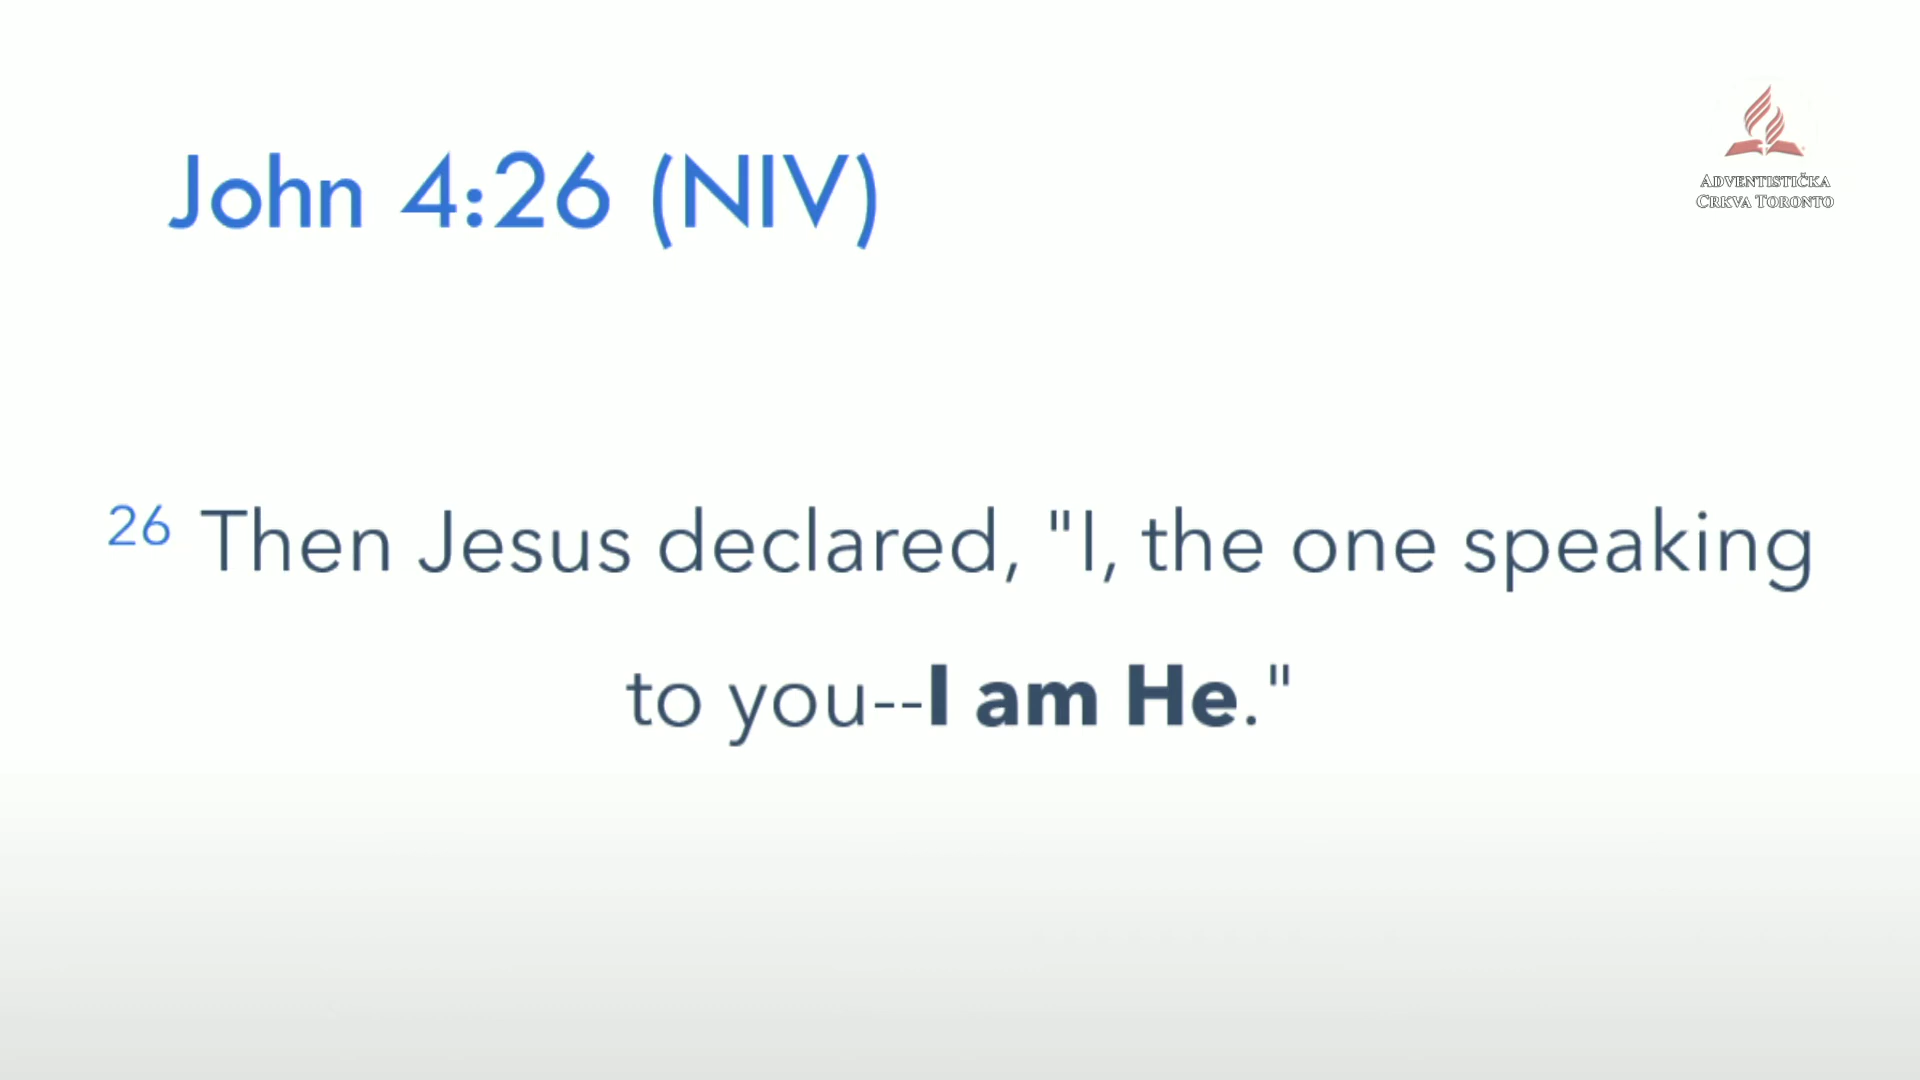 John 4:26 (NIV)
ADVENTISTIČKA
CRKVA TORONTO
26 Then Jesus declared, "I, the one speaking
to you--I am He."